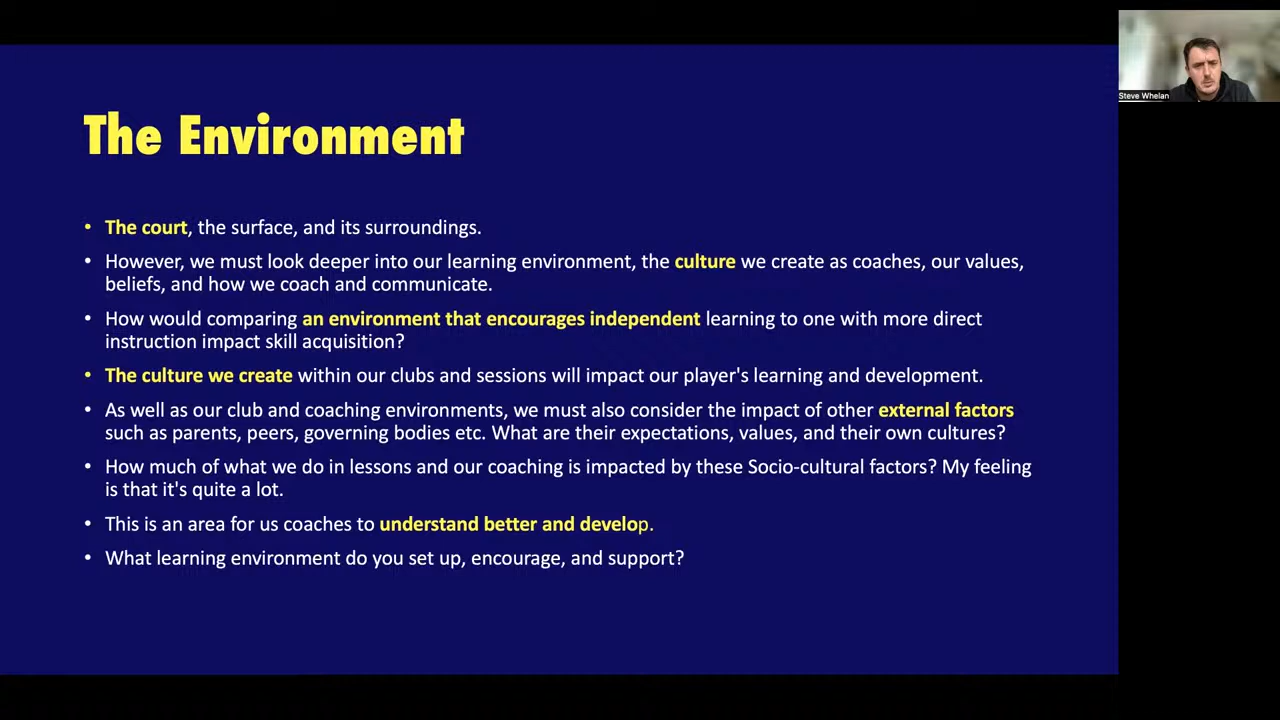 The Environment
• The court, the surface, and its surroundings.
• However, we must look deeper into our learning environment, the culture we create as coaches, our values,
beliefs, and how we coach and communicate.
• How would comparing an environment that encourages independent learning to one with more direct
instruction impact skill acquisition?
• The culture we create within our clubs and sessions will impact our player's learning and development.
• As well as our club and coaching environments, we must also consider the impact of other external factors
such as parents, peers, governing bodies etc. What are their expectations, values, and their own cultures?
• How much of what we do in lessons and our coaching is impacted by these Socio-cultural factors? My feeling
is that it's quite a lot.
• This is an area for us coaches to understand better and develop.
• What learning environment do you set up, encourage, and support?
Steve Whelan